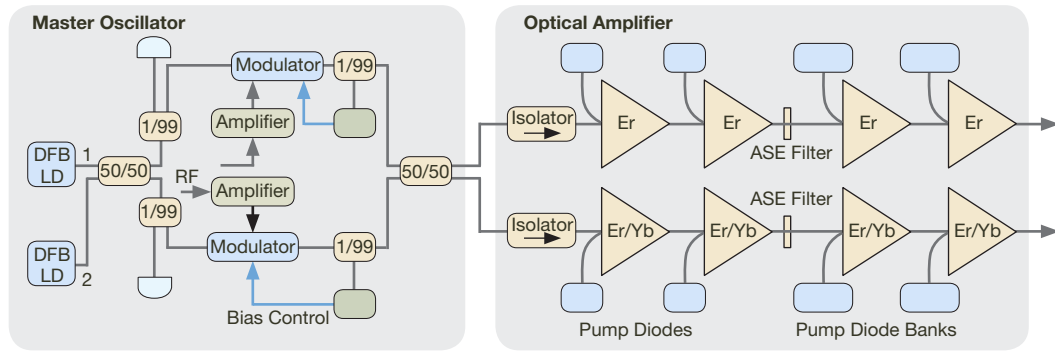 Master Oscillator
Optical Amplifier
Modulator
1/99
1/99
Amplifier
Isolator
Er
Er
Er
Er
ASE Filter
DFB
LD
1
50/50
RF
50/50
Amplifier
ASE Filter
1/99
Modulator
1/99
Isolator
Er/Yb
Er/Yb
Er/Yb
Er/Yb
DFB
LD
2
Bias Control
Pump Diodes
Pump Diode Banks